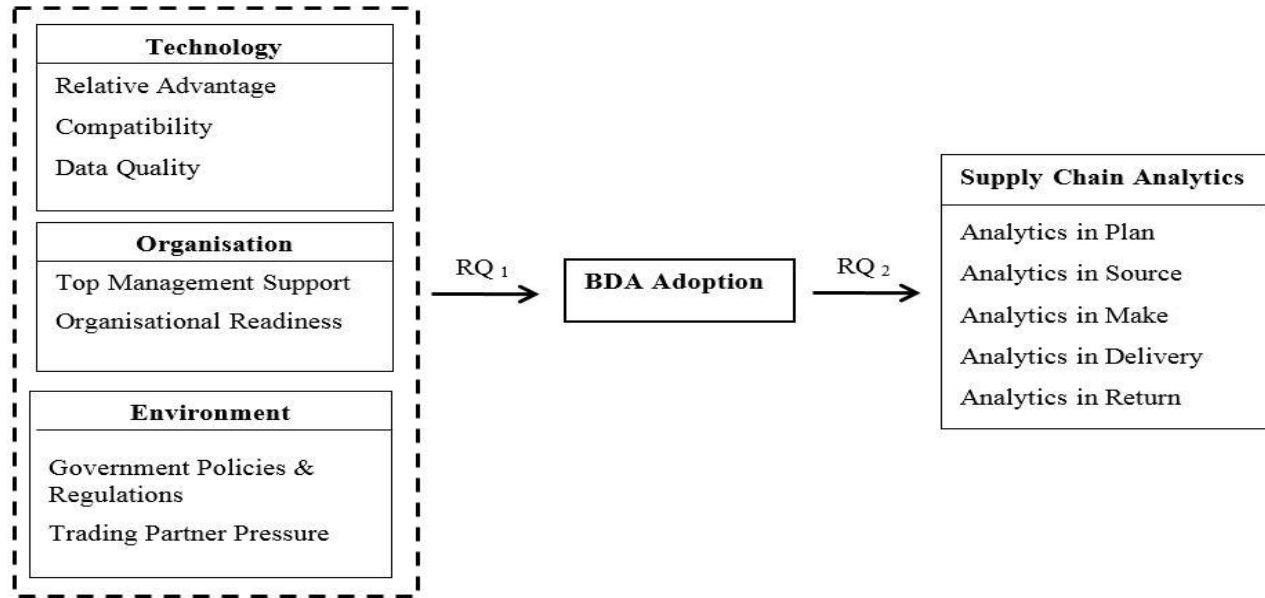 Technology
Relative Advantage
Compatibility
Data Quality
Organisation
Top Management Support
Organisational Readiness
Environment
Government Policies &
Regulations
Trading Partner Pressure
RQ 1
BDA Adoption
RQ 2
Supply Chain Analytics
Analytics in Plan
Analytics in Source
Analytics in Make
Analytics in Delivery
Analytics in Return